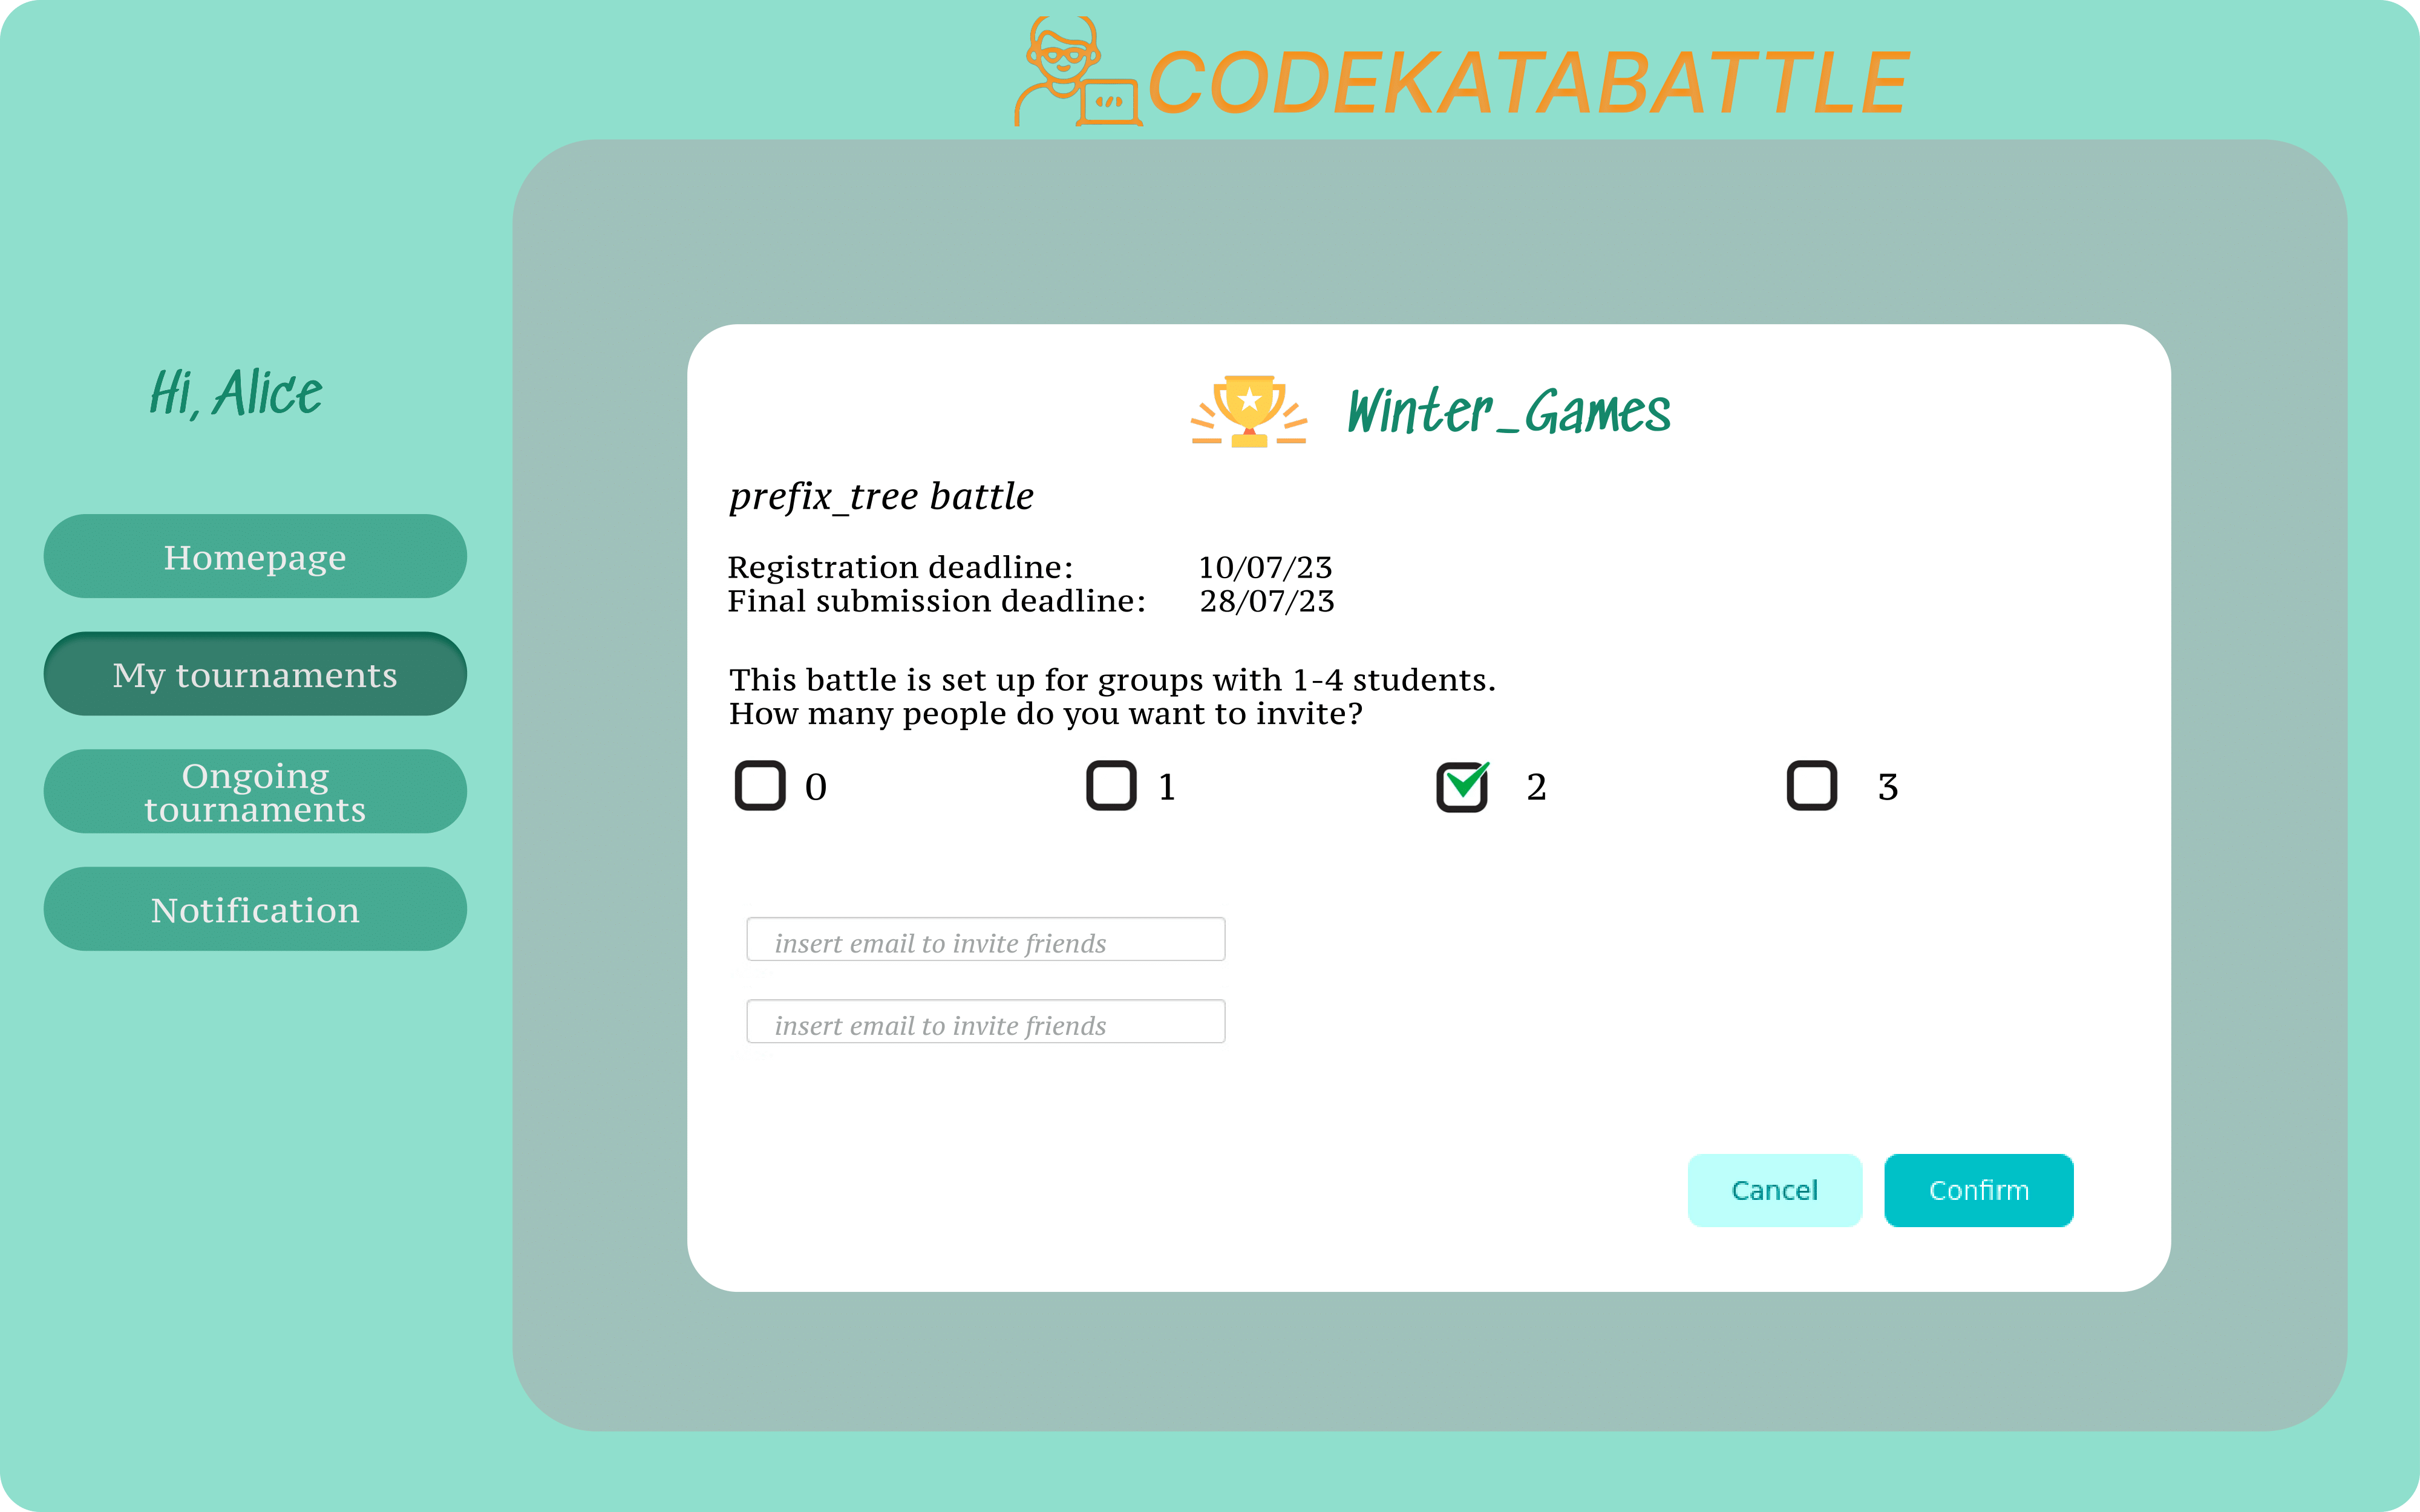 CODEKATABATTLE
Hi, Alice
Homepage
My tournaments
Ongoing
tournaments
Notification
Winter_Games
prefix_tree battle
Registration deadline: 10/07/23
Final submission deadline: 28/07/23
This battle is set up for groups with 1-4 students.
How many people do you want to invite?
0 1 2 3
insert email to invite friends
insert email to invite friends
Cancel Confirm